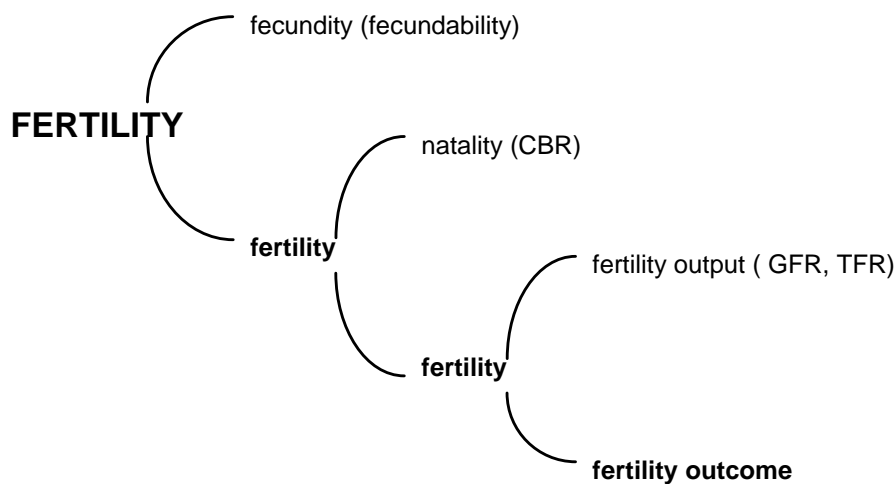 fecundity (fecundability)
FERTILITY
natality (CBR)
fertility
fertility output ( GFR, TFR)
fertility
fertility outcome